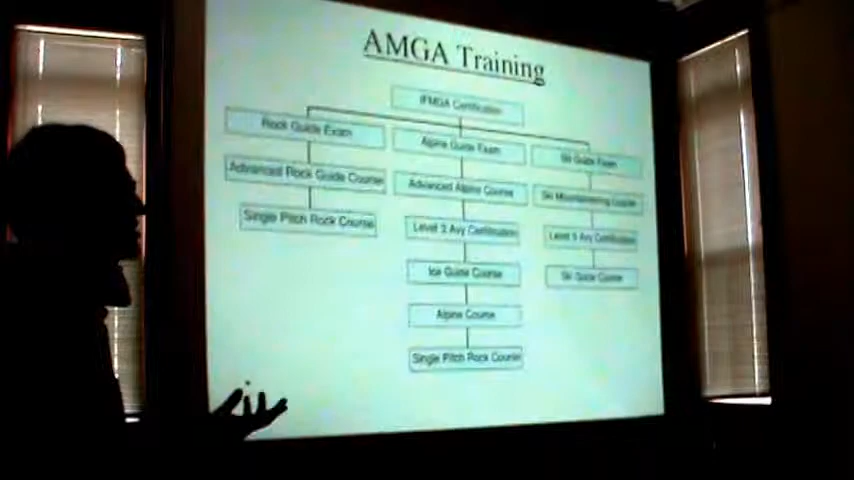 AMGA Training
IFMGA Certification
Rock Guide Exam
Alpine Guide Exam
Ski Guide Exam
Advanced Rock Guide Course
Advanced Alpine Course
Ski Mountaineering Course
Single Pitch Rock Course
Level 3 Avy Certification
Level 3 Avy Certification
Ice Guide Course
Ski Guide Course
Alpine Course
Single Pitch Rock Course